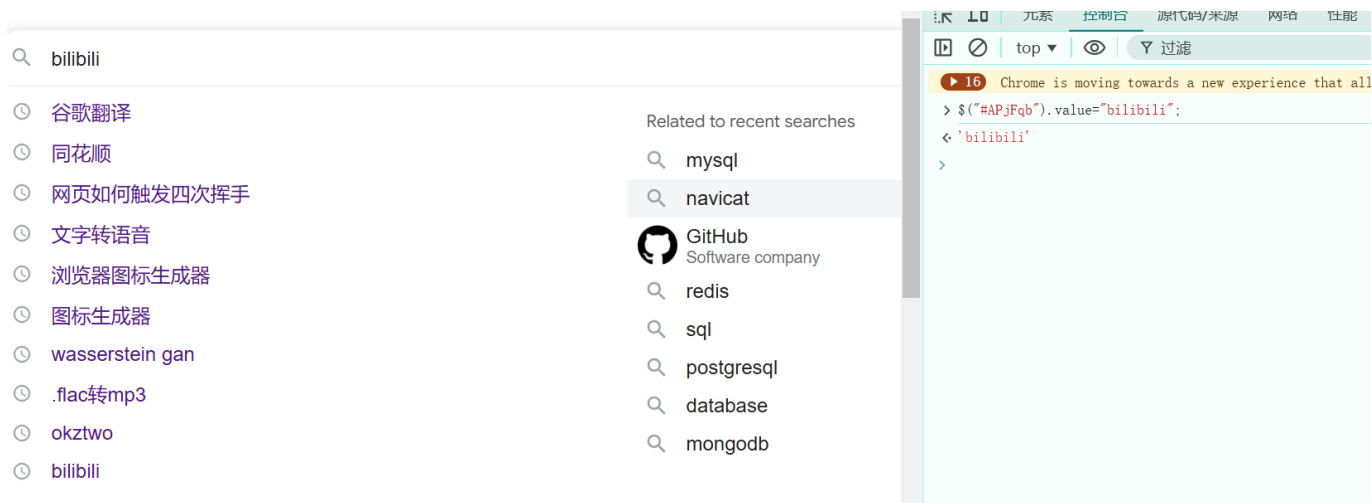 bilibili
谷歌翻译
同花顺
网页如何触发四次挥手
文字转语音
浏览器图标生成器
图标生成器
wasserstein gan
.flac转mp3
okztwo
bilibili
Related to recent searches
mysql
navicat
GitHub
Software company
redis
sql
postgresql
database
mongodb
元素 控制台 源代码/来源 网络 性能
top ▼ 过滤
16 Chrome is moving towards a new experience that all
> $("#APjFqb").value="bilibili";
'bilibili'
>